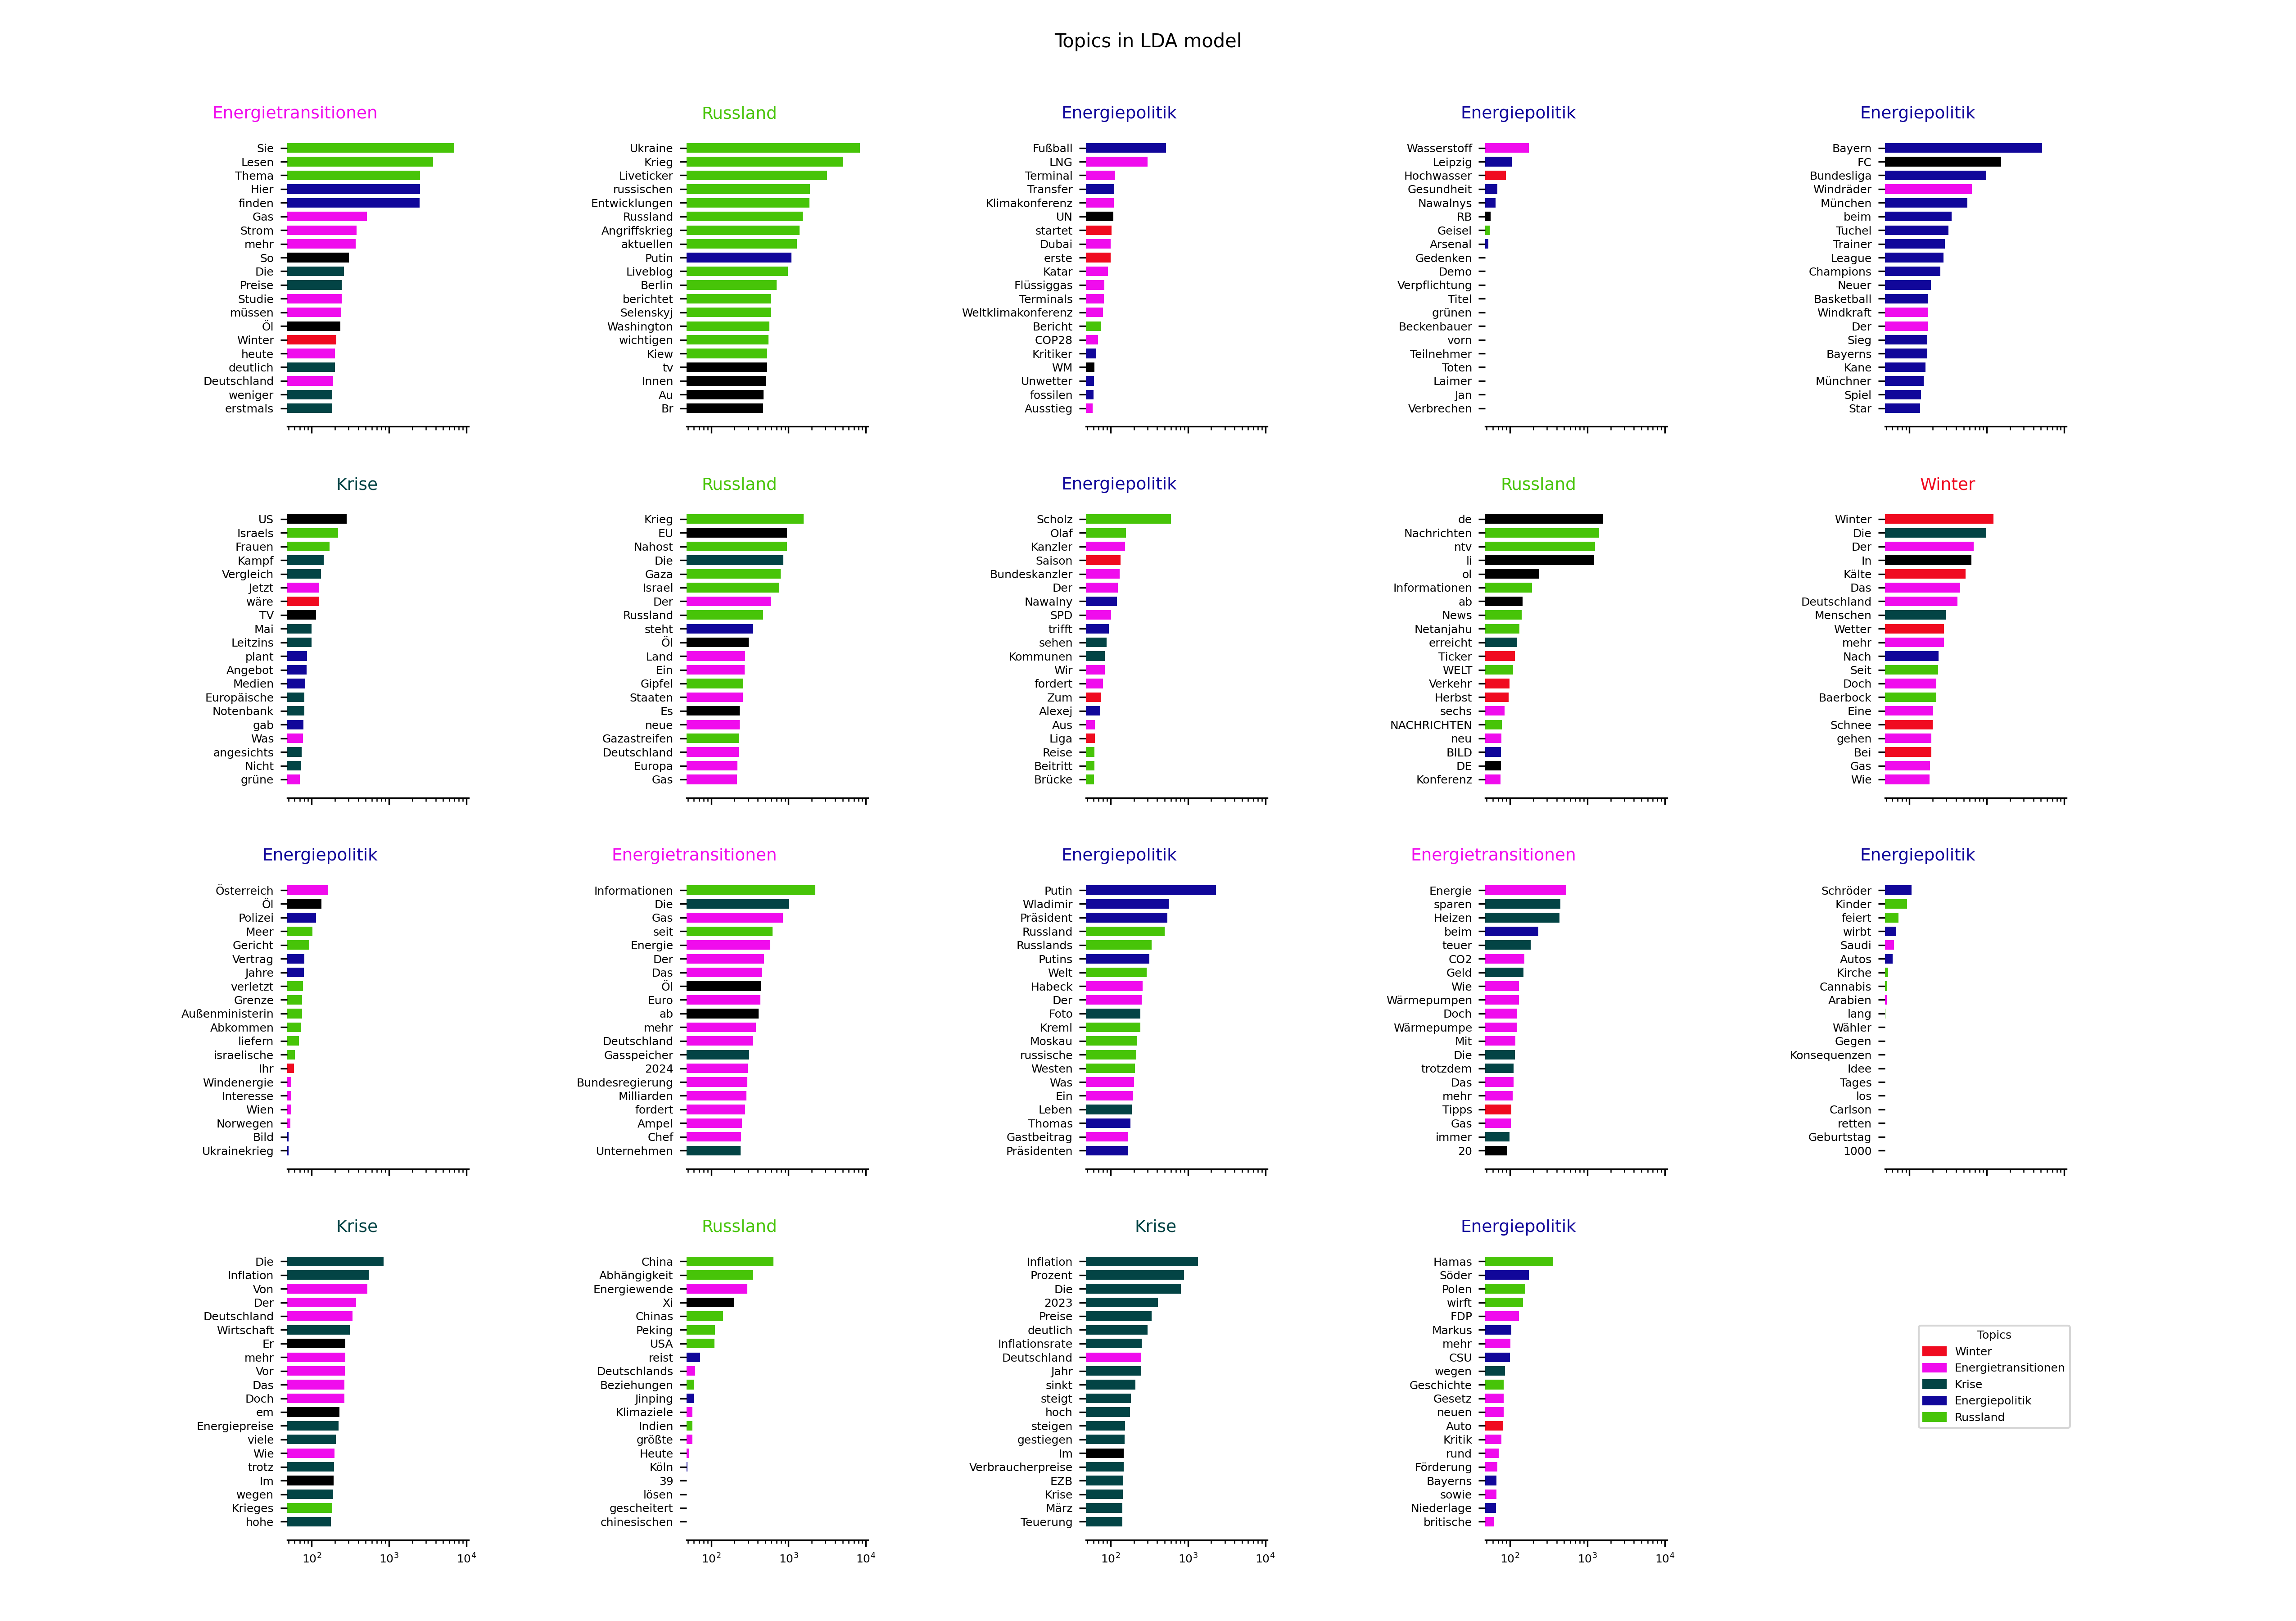 Topics in LDA model
Energietransitionen
Sie
Lesen
Thema
Hier
finden
Gas
Strom
mehr
So
Die
Preise
Studie
müssen
Öl
Winter
heute
deutlich
Deutschland
weniger
erstmals
Russland
Ukraine
Krieg
Liveticker
russischen
Entwicklungen
Russland
Angriffskrieg
aktuellen
Putin
Liveblog
Berlin
berichtet
Selenskyj
Washington
wichtigen
Kiew
tv
Innen
Au
Br
Energiepolitik
Fußball
LNG
Terminal
Transfer
Klimakonferenz
UN
startet
Dubai
erste
Katar
Flüssiggas
Terminals
Weltklimakonferenz
Bericht
COP28
Kritiker
WM
Unwetter
fossilen
Ausstieg
Energiepolitik
Wasserstoff
Leipzig
Hochwasser
Gesundheit
Nawalnys
RB
Geisel
Arsenal
Gedenken
Demo
Verpflichtung
Titel
grünen
Beckenbauer
vorn
Teilnehmer
Toten
Laimer
Jan
Verbrechen
Energiepolitik
Bayern
FC
Bundesliga
Windräder
München
beim
Tuchel
Trainer
League
Champions
Neuer
Basketball
Windkraft
Der
Sieg
Bayerns
Kane
Münchner
Spiel
Star
Krise
US
Israels
Frauen
Kampf
Vergleich
Jetzt
wäre
TV
Mai
Leitzins
plant
Angebot
Medien
Europäische
Notenbank
gab
Was
angesichts
Nicht
grüne
Russland
Krieg
EU
Nahost
Die
Gaza
Israel
Der
Russland
steht
Öl
Land
Ein
Gipfel
Staaten
Es
neue
Gazastreifen
Deutschland
Europa
Gas
Energiepolitik
Scholz
Olaf
Kanzler
Saison
Bundeskanzler
Der
Nawalny
SPD
trifft
sehen
Kommunen
Wir
fordert
Zum
Alexej
Aus
Liga
Reise
Beitritt
Brücke
Russland
de
Nachrichten
ntv
li
ol
Informationen
ab
News
Netanjahu
erreicht
Ticker
WELT
Verkehr
Herbst
sechs
NACHRICHTEN
neu
BILD
DE
Konferenz
Winter
Winter
Die
Der
In
Kälte
Das
Deutschland
Menschen
Wetter
mehr
Nach
Seit
Doch
Baerbock
Eine
Schnee
gehen
Bei
Gas
Wie
Energiepolitik
Österreich
Öl
Polizei
Meer
Gericht
Vertrag
Jahre
verletzt
Grenze
Außenministerin
Abkommen
liefern
israelische
Ihr
Windenergie
Interesse
Wien
Norwegen
Bild
Ukrainekrieg
Energietransitionen
Informationen
Die
Gas
seit
Energie
Der
Das
Öl
Euro
ab
mehr
Deutschland
Gasspeicher
2024
Bundesregierung
Milliarden
fordert
Ampel
Chef
Unternehmen
Energiepolitik
Putin
Wladimir
Präsident
Russland
Russlands
Putins
Welt
Habeck
Der
Foto
Kreml
Moskau
russische
Westen
Was
Ein
Leben
Thomas
Gastbeitrag
Präsidenten
Energietransitionen
Energie
sparen
Heizen
beim
teuer
CO2
Geld
Wie
Wärmepumpen
Doch
Wärmepumpe
Mit
Die
trotzdem
Das
mehr
Tipps
Gas
immer
20
Energiepolitik
Schröder
Kinder
feiert
wirbt
Saudi
Autos
Kirche
Cannabis
Arabien
lang
Wähler
Gegen
Konsequenzen
Idee
Tages
los
Carlson
retten
Geburtstag
1000
Krise
Die
Inflation
Von
Der
Deutschland
Wirtschaft
Er
mehr
Vor
Das
Doch
em
Energiepreise
viele
Wie
trotz
Im
wegen
Krieges
hohe
10² 10³ 10⁴
Russland
China
Abhängigkeit
Energiewende
Xi
Chinas
Peking
USA
reist
Deutschlands
Beziehungen
Jinping
Klimaziele
Indien
größte
Heute
Köln
39
lösen
gescheitert
chinesischen
10² 10³ 10⁴
Krise
Inflation
Prozent
Die
2023
Preise
deutlich
Inflationsrate
Deutschland
Jahr
sinkt
steigt
hoch
steigen
gestiegen
Im
Verbraucherpreise
EZB
Krise
März
Teuerung
10² 10³ 10⁴
Energiepolitik
Hamas
Söder
Polen
wirft
FDP
Markus
mehr
CSU
wegen
Geschichte
Gesetz
neuen
Auto
Kritik
rund
Förderung
Bayerns
sowie
Niederlage
britische
10² 10³ 10⁴
Topics
Winter
Energietransitionen
Krise
Energiepolitik
Russland